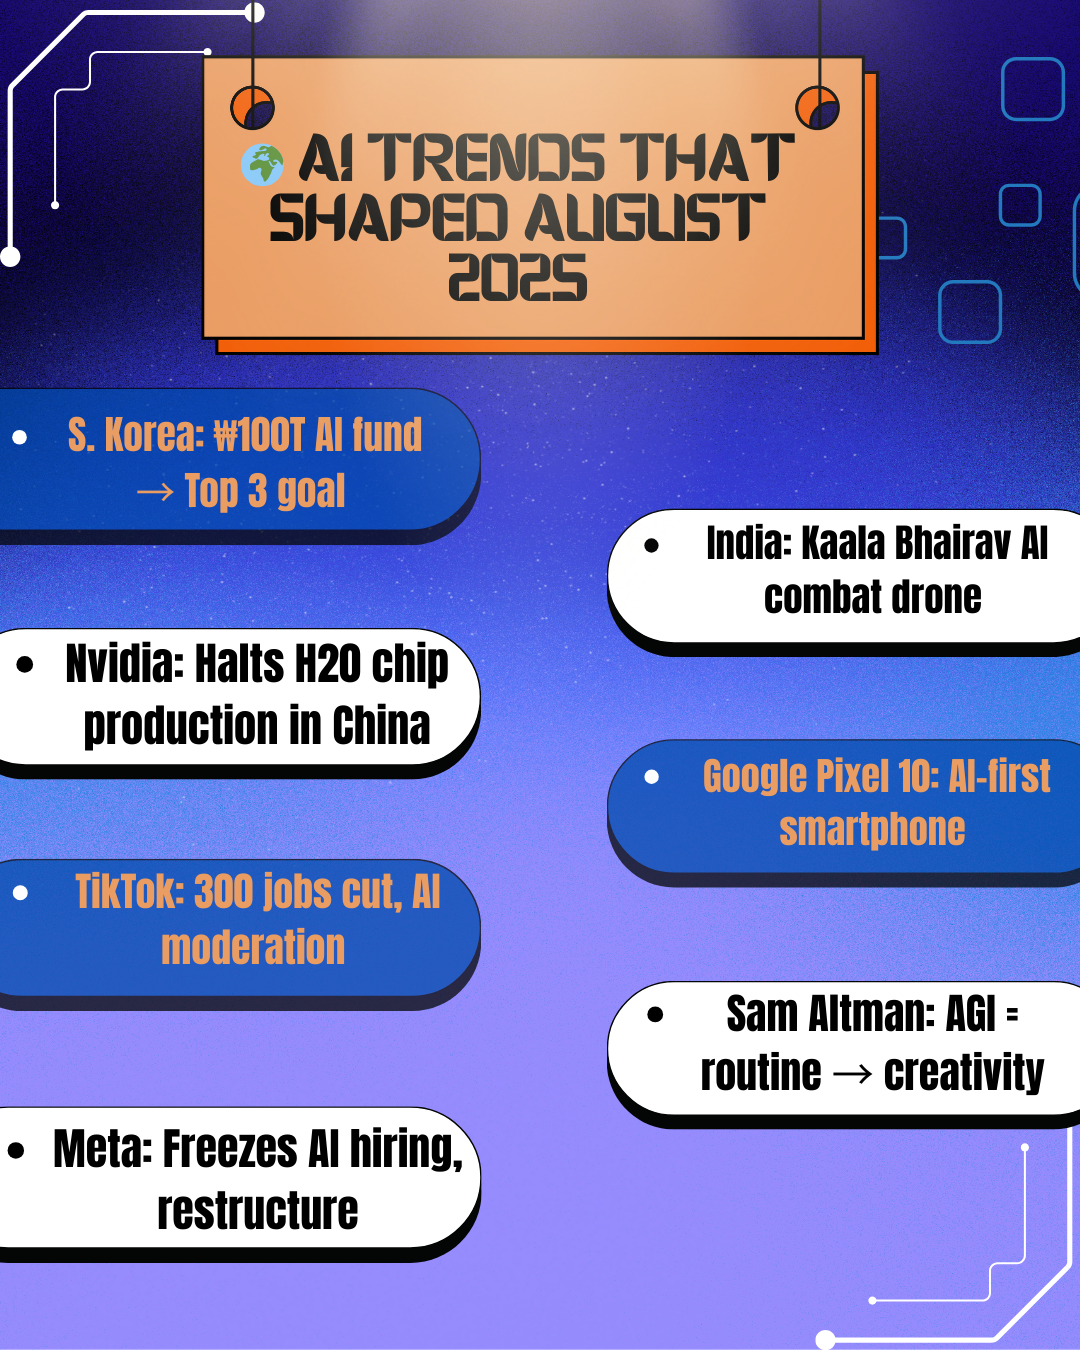 🌍 AI TRENDS THAT
SHAPED AUGUST
2025
• S. Korea: ₩100T AI fund
→ Top 3 goal
• India: Kaala Bhairav AI
combat drone
• Nvidia: Halts H20 chip
production in China
• Google Pixel 10: AI-first
smartphone
• TikTok: 300 jobs cut, AI
moderation
• Sam Altman: AGI =
routine → creativity
• Meta: Freezes AI hiring,
restructure